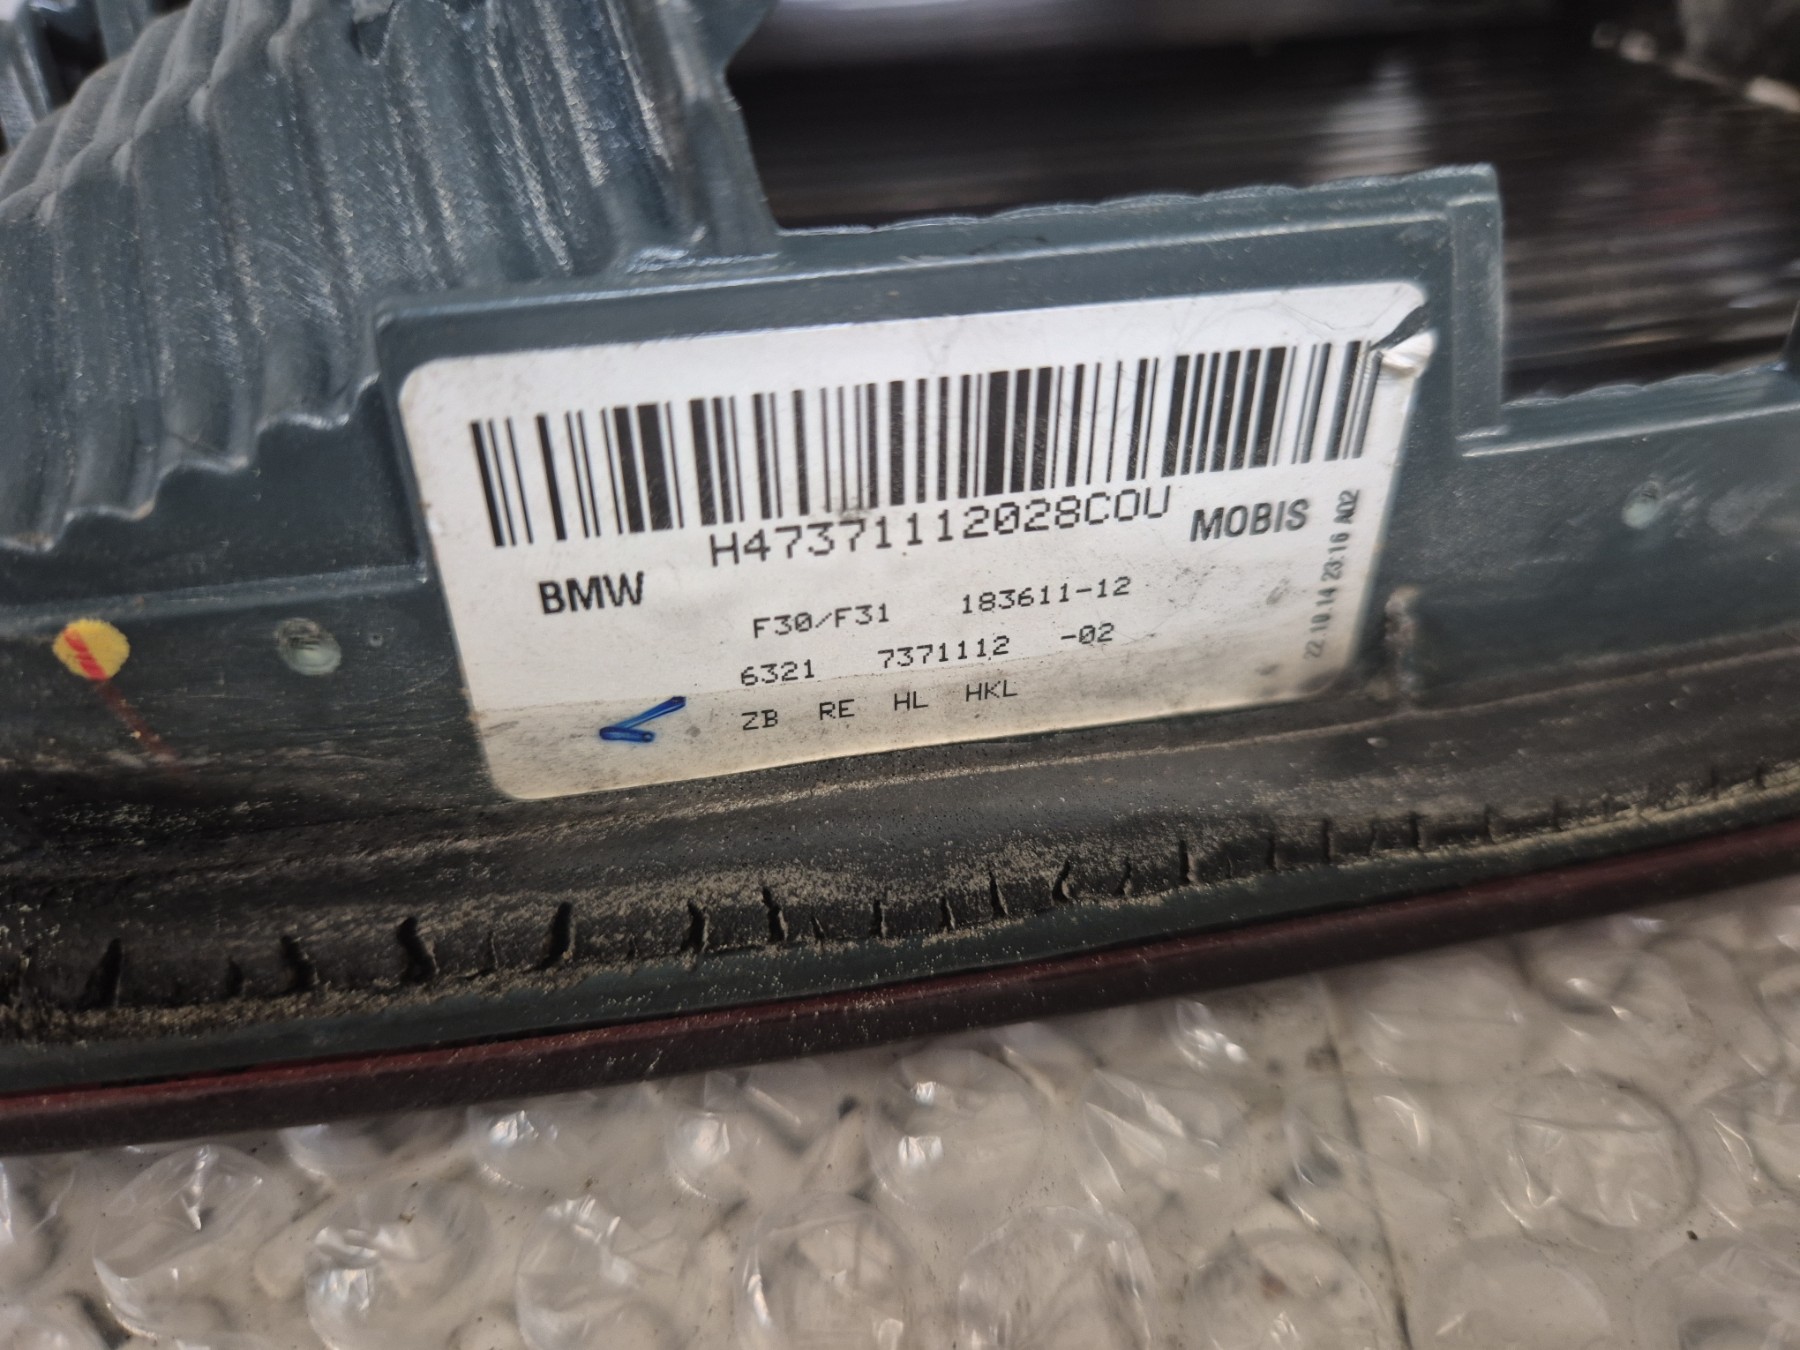 H47371112028COU
BMW
MOBIS
F30/F31 183611-12
6321 7371112 -02
ZB RE HL HKL
22.10.14 23:16 A02